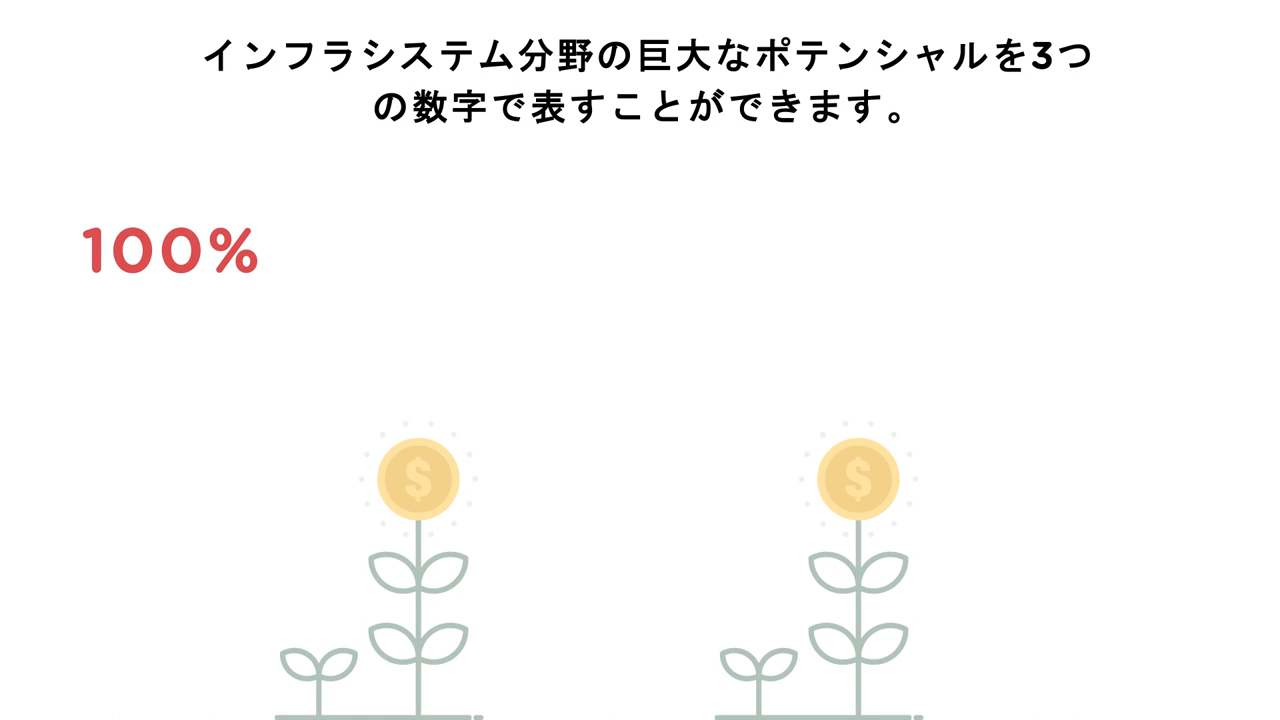 インフラシステム分野の巨大なポテンシャルを3つ
の数字で表すことができます。
100%
$ $